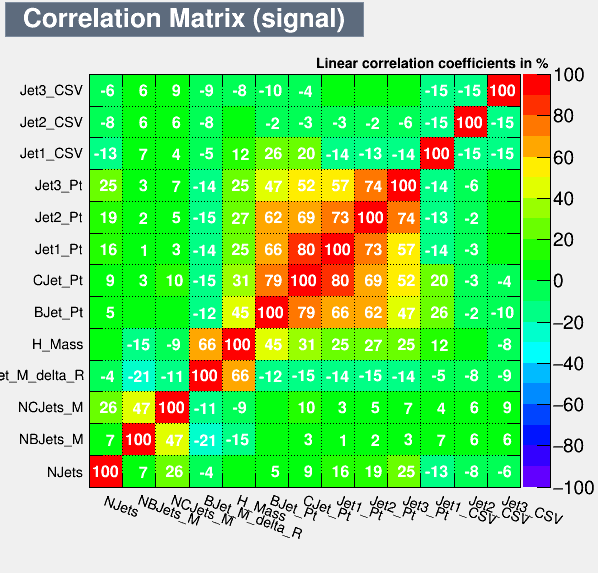 Correlation Matrix (signal)
Linear correlation coefficients in %
Jet3_CSV -6 6 9 -9 -8 -10 -4 -15 -15 100
Jet2_CSV -8 6 6 -8 -2 -3 -3 -2 -6 -15 100 -15
Jet1_CSV -13 7 4 -5 12 26 20 -14 -13 -14 100 -15 -15
Jet3_Pt 25 3 7 -14 25 47 52 57 74 100 -14 -6
Jet2_Pt 19 2 5 -15 27 62 69 73 100 74 -13 -2
Jet1_Pt 16 1 3 -14 25 66 80 100 73 57 -14 -3
CJet_Pt 9 3 10 -15 31 79 100 80 69 52 20 -3 -4
BJet_Pt 5 -12 45 100 79 66 62 47 26 -2 -10
H_Mass -15 -9 66 100 45 31 25 27 25 12 -8
et_M_delta_R -4 -21 -11 100 66 -12 -15 -14 -15 -14 -5 -8 -9
NCJets_M 26 47 100 -11 -9 10 3 5 7 4 6 9
NBJets_M 7 100 47 -21 -15 3 1 2 3 7 6 6
NJets 100 7 26 -4 5 9 16 19 25 -13 -8 -6
NJets NBJets_M NCJets_M BJet_M_delta_R H_Mass BJet_Pt CJet_Pt Jet1_Pt Jet2_Pt Jet3_Pt Jet1_CSV Jet2_CSV Jet3_CSV
100
80
60
40
20
0
−20
−40
−60
−80
−100